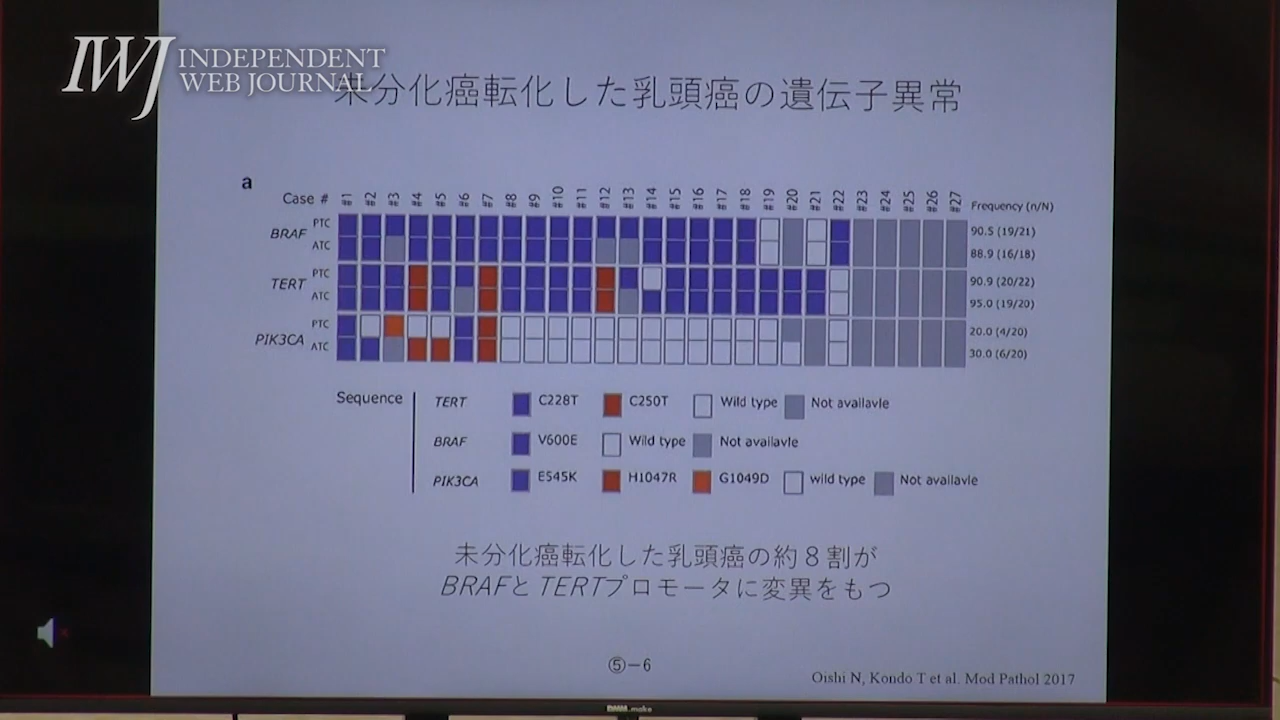 IWJ INDEPENDENT
WEB JOURNAL
未分化癌転化した乳頭癌の遺伝子異常
a
Case # #1 #2 #3 #4 #5 #6 #7 #8 #9 #10 #11 #12 #13 #14 #15 #16 #17 #18 #19 #20 #21 #22 #23 #24 #25 #26 #27 Frequency (n/N)
BRAF PTC 90.5 (19/21)
ATC 88.9 (16/18)
TERT PTC 90.9 (20/22)
ATC 95.0 (19/20)
PIK3CA PTC 20.0 (4/20)
ATC 30.0 (6/20)
Sequence TERT C228T C250T Wild type Not availavle
BRAF V600E Wild type Not availavle
PIK3CA E545K H1047R G1049D wild type Not availavle
未分化癌転化した乳頭癌の約８割が
BRAFとTERTプロモータに変異をもつ
⑤－6
Oishi N, Kondo T et al. Mod Pathol 2017